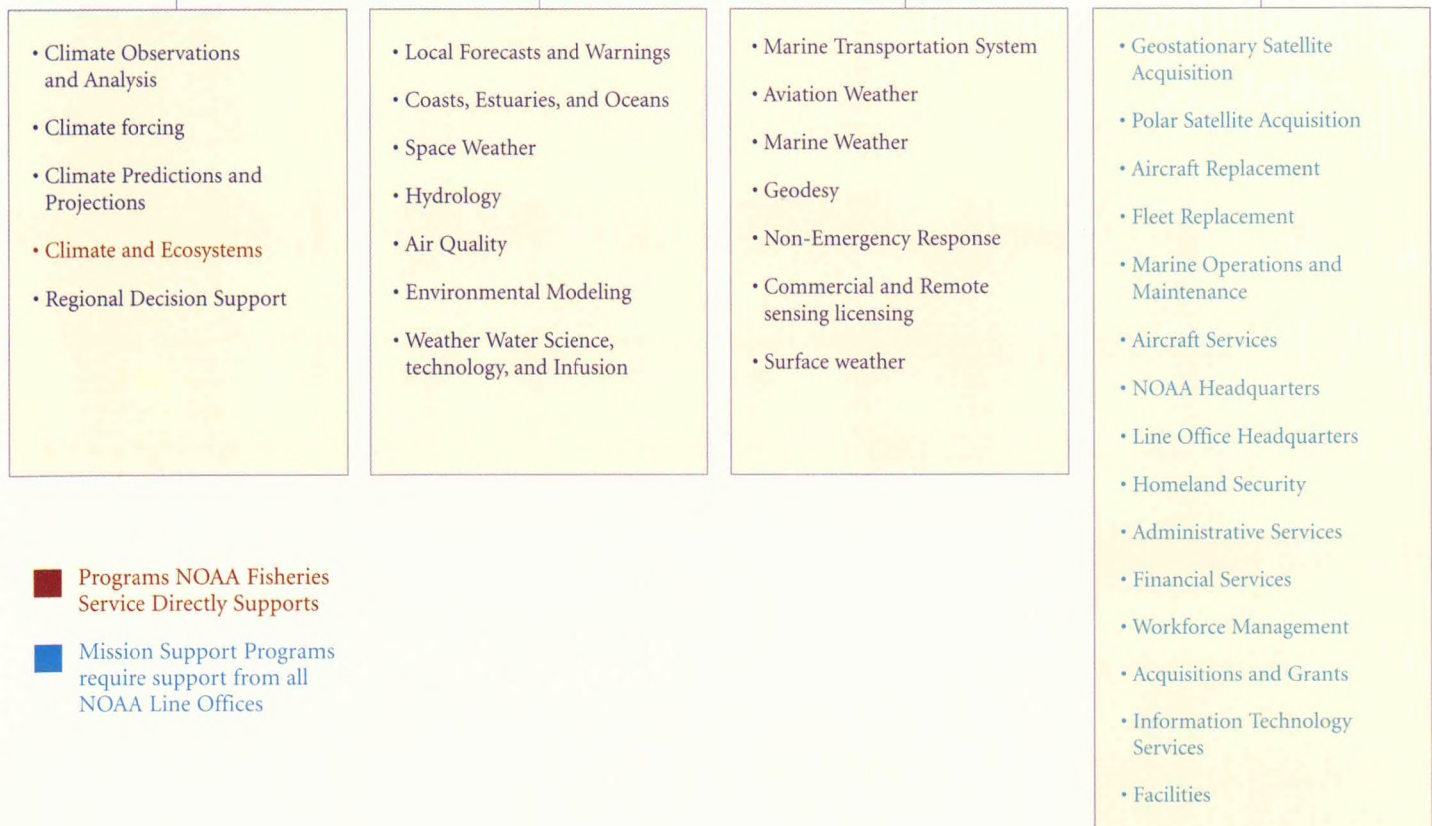 • Climate Observations
and Analysis
• Climate forcing
• Climate Predictions and
Projections
• Climate and Ecosystems
• Regional Decision Support
• Local Forecasts and Warnings
• Coasts, Estuaries, and Oceans
• Space Weather
• Hydrology
• Air Quality
• Environmental Modeling
• Weather Water Science,
technology, and Infusion
• Marine Transportation System
• Aviation Weather
• Marine Weather
• Geodesy
• Non-Emergency Response
• Commercial and Remote
sensing licensing
• Surface weather
• Geostationary Satellite
Acquisition
• Polar Satellite Acquisition
• Aircraft Replacement
• Fleet Replacement
• Marine Operations and
Maintenance
• Aircraft Services
• NOAA Headquarters
• Line Office Headquarters
• Homeland Security
• Administrative Services
• Financial Services
• Workforce Management
• Acquisitions and Grants
• Information Technology
Services
• Facilities
Programs NOAA Fisheries
Service Directly Supports
Mission Support Programs
require support from all
NOAA Line Offices